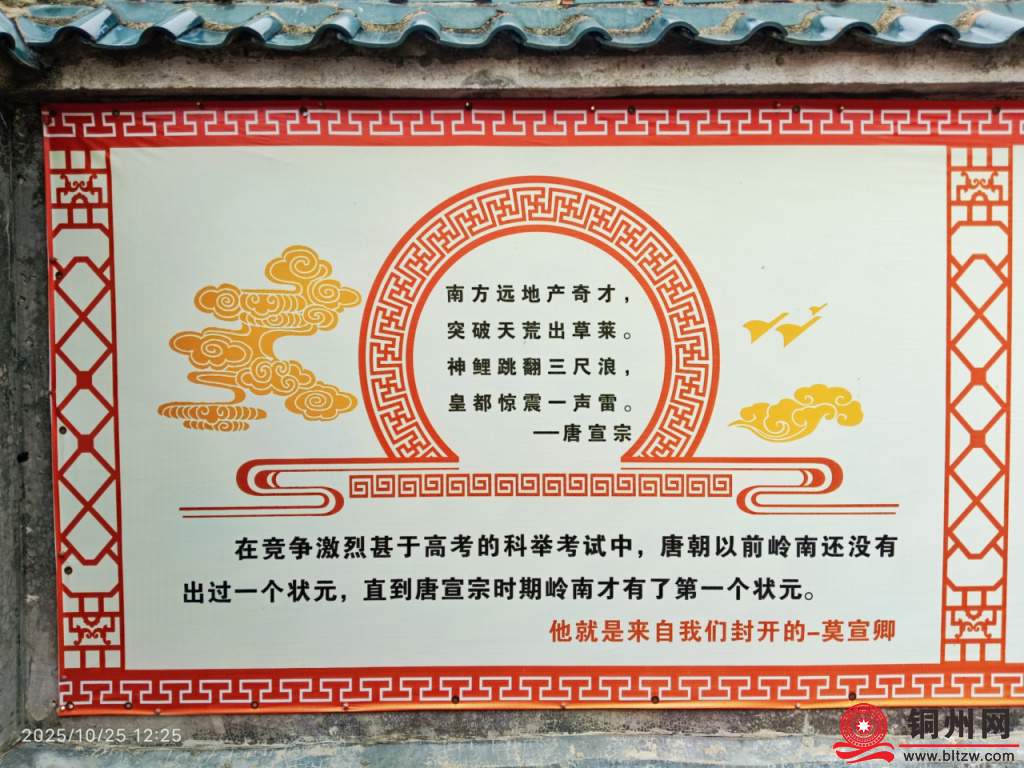 南方远地产奇才，
突破天荒出草莱。
神鲤跳翻三尺浪，
皇都惊震一声雷。
—唐宣宗
在竞争激烈甚于高考的科举考试中，唐朝以前岭南还没有
出过一个状元，直到唐宣宗时期岭南才有了第一个状元。
他就是来自我们封开的-莫宣卿
2025/10/25 12:25
铜州网
www.bltzw.com